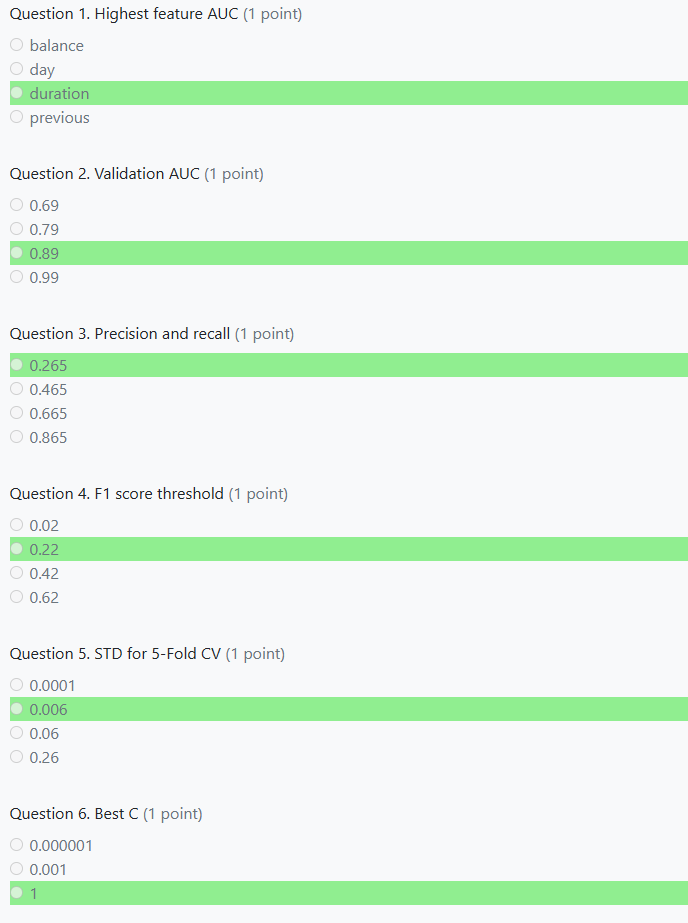 Question 1. Highest feature AUC (1 point)
balance
day
duration
previous
Question 2. Validation AUC (1 point)
0.69
0.79
0.89
0.99
Question 3. Precision and recall (1 point)
0.265
0.465
0.665
0.865
Question 4. F1 score threshold (1 point)
0.02
0.22
0.42
0.62
Question 5. STD for 5-Fold CV (1 point)
0.0001
0.006
0.06
0.26
Question 6. Best C (1 point)
0.000001
0.001
1